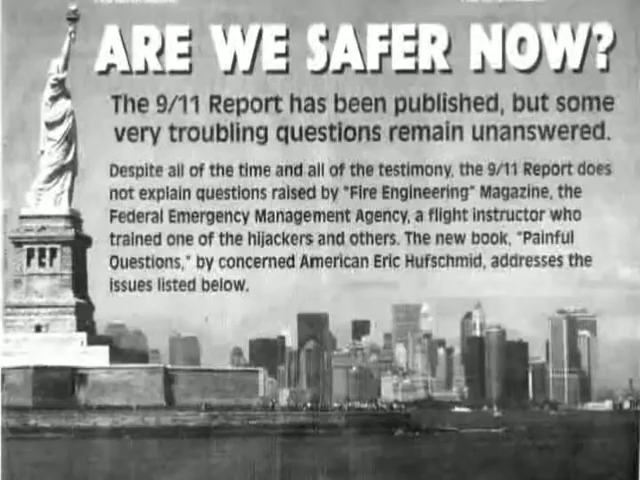 ARE WE SAFER NOW?
The 9/11 Report has been published, but some
very troubling questions remain unanswered.
Despite all of the time and all of the testimony, the 9/11 Report does
not explain questions raised by "Fire Engineering" Magazine, the
Federal Emergency Management Agency, a flight instructor who
trained one of the hijackers and others. The new book, "Painful
Questions," by concerned American Eric Hufschmid, addresses the
issues listed below.